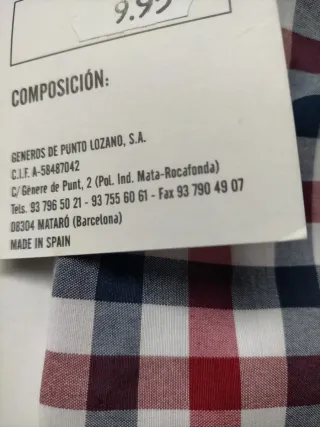 9.95
COMPOSICIÓN:
GENEROS DE PUNTO LOZANO, S.A.
C.I.F. A-58487042
C/ Génere de Punt, 2 (Pol. Ind. Mata-Rocafonda)
Tels. 93 796 50 21 - 93 755 60 61 - Fax 93 790 49 07
08304 MATARÓ (Barcelona)
MADE IN SPAIN